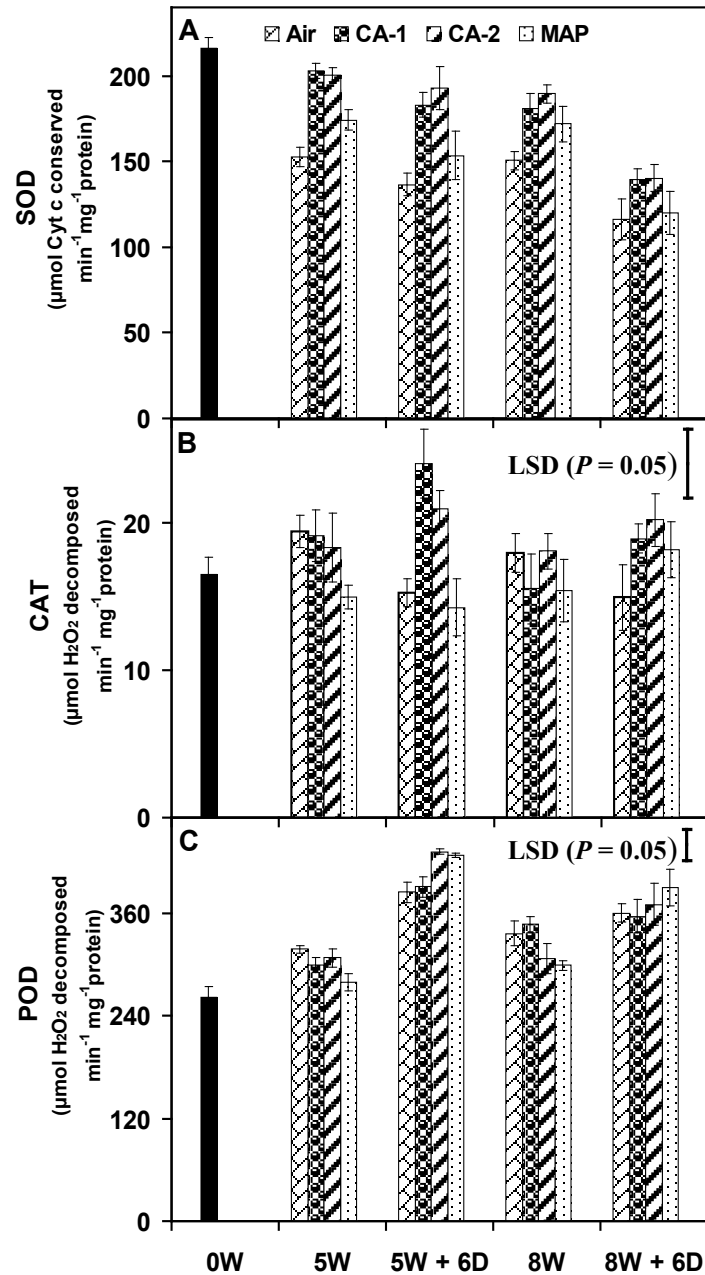 A
Air CA-1 CA-2 MAP
200
150
100
50
0
SOD
(µmol Cyt c conserved
min⁻¹mg⁻¹protein)
B
LSD (P = 0.05)
20
10
0
CAT
(µmol H₂O₂ decomposed
min⁻¹ mg⁻¹protein)
C
LSD (P = 0.05)
360
240
120
0
POD
(µmol H₂O₂ decomposed
min⁻¹ mg⁻¹protein)
0W 5W 5W + 6D 8W 8W + 6D